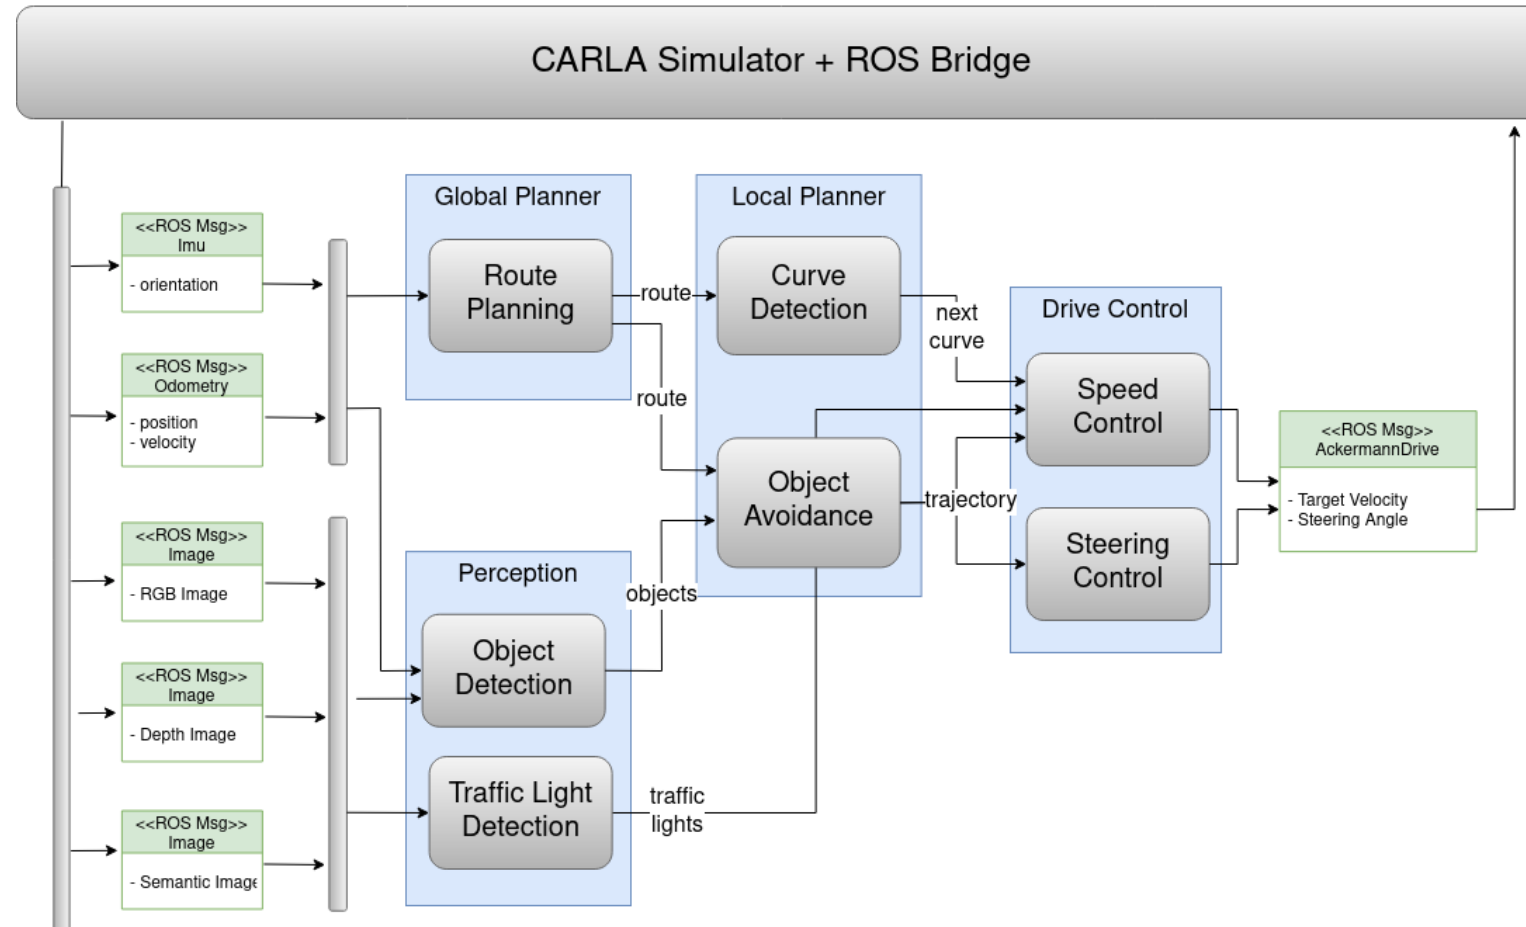 CARLA Simulator + ROS Bridge
<<ROS Msg>>
Imu
- orientation
<<ROS Msg>>
Odometry
- position
- velocity
<<ROS Msg>>
Image
- RGB Image
<<ROS Msg>>
Image
- Depth Image
<<ROS Msg>>
Image
- Semantic Image
Global Planner
Route
Planning
route
route
Perception
Object
Detection
objects
Traffic Light
Detection
traffic
lights
Local Planner
Curve
Detection
next
curve
Object
Avoidance
trajectory
Drive Control
Speed
Control
Steering
Control
<<ROS Msg>>
AckermannDrive
- Target Velocity
- Steering Angle